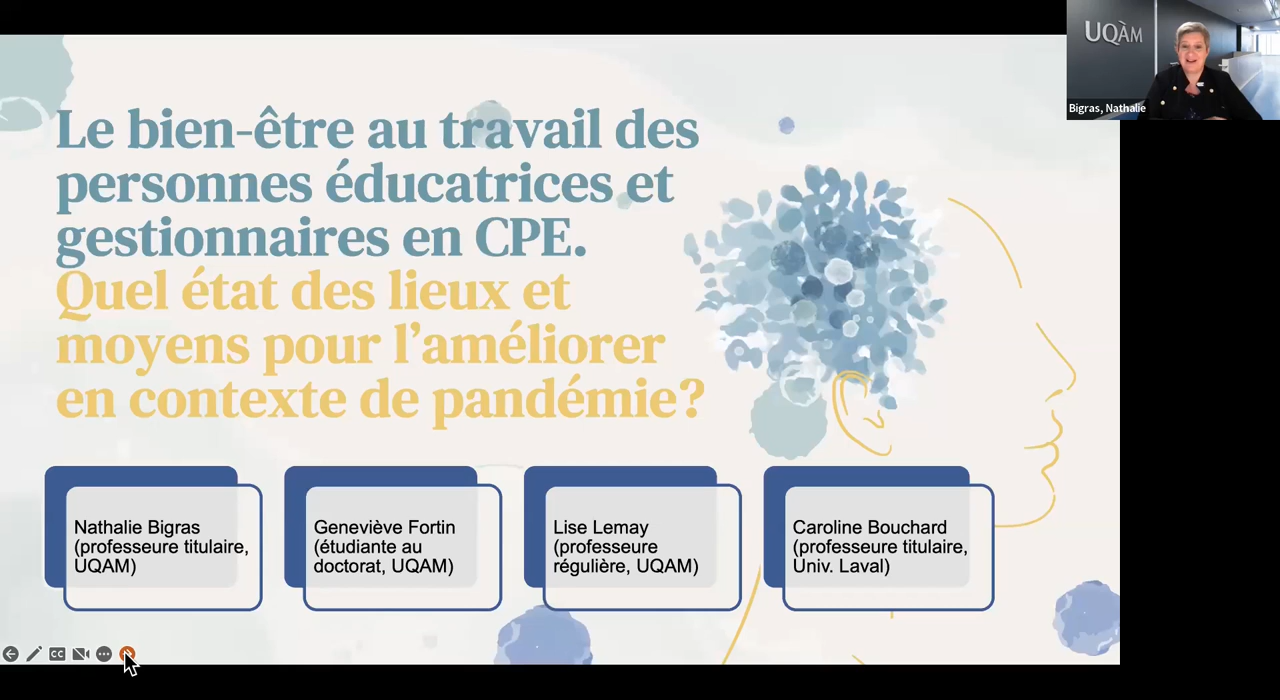 UQÀM
Bigras, Nathalie
Le bien-être au travail des
personnes éducatrices et
gestionnaires en CPE.
Quel état des lieux et
moyens pour l’améliorer
en contexte de pandémie?
Nathalie Bigras
(professeure titulaire,
UQAM)
Geneviève Fortin
(étudiante au
doctorat, UQAM)
Lise Lemay
(professeure
régulière, UQAM)
Caroline Bouchard
(professeure titulaire,
Univ. Laval)
CC